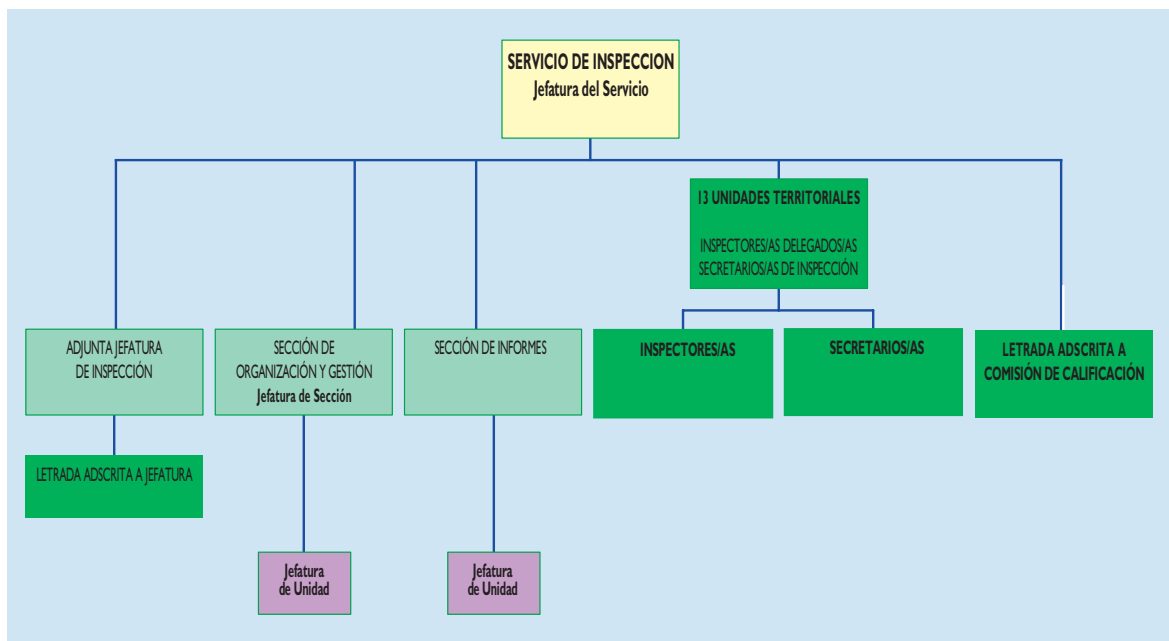 SERVICIO DE INSPECCION
Jefatura del Servicio
13 UNIDADES TERRITORIALES
INSPECTORES/AS DELEGADOS/AS
SECRETARIOS/AS DE INSPECCIÓN
ADJUNTA JEFATURA
DE INSPECCIÓN
SECCIÓN DE
ORGANIZACIÓN Y GESTIÓN
Jefatura de Sección
SECCIÓN DE INFORMES
INSPECTORES/AS
SECRETARIOS/AS
LETRADA ADSCRITA A
COMISIÓN DE CALIFICACIÓN
LETRADA ADSCRITA A JEFATURA
Jefatura
de Unidad
Jefatura
de Unidad